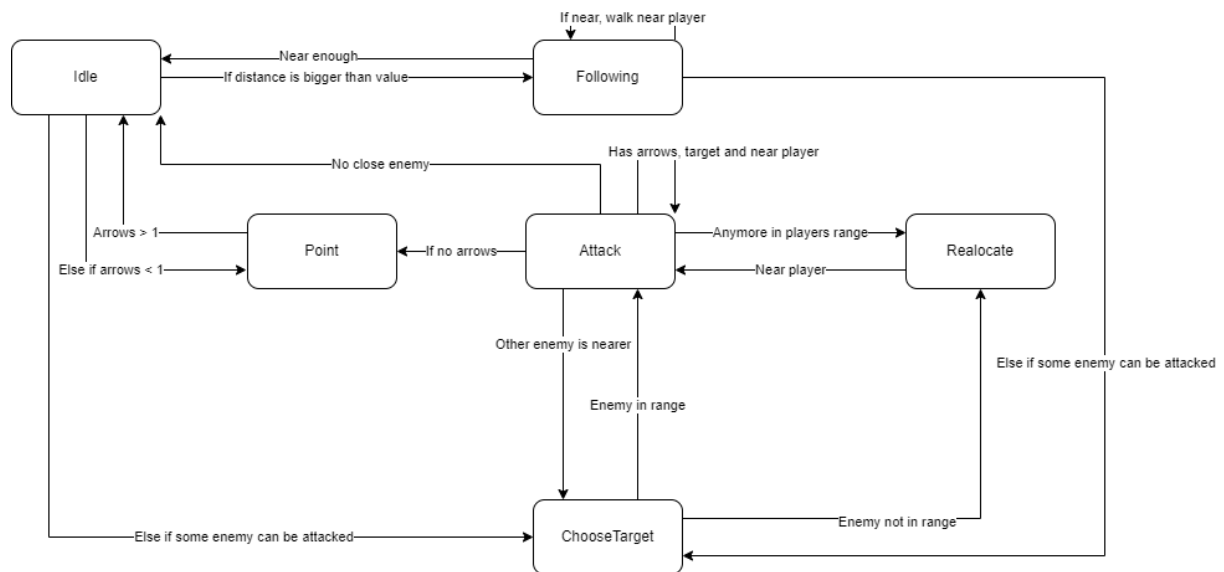 If near, walk near player
Near enough
Idle
If distance is bigger than value
Following
Has arrows, target and near player
No close enemy
Arrows > 1
Point
If no arrows
Attack
Anymore in players range
Realocate
Else if arrows < 1
Near player
Other enemy is nearer
Else if some enemy can be attacked
Enemy in range
Enemy not in range
Else if some enemy can be attacked
ChooseTarget